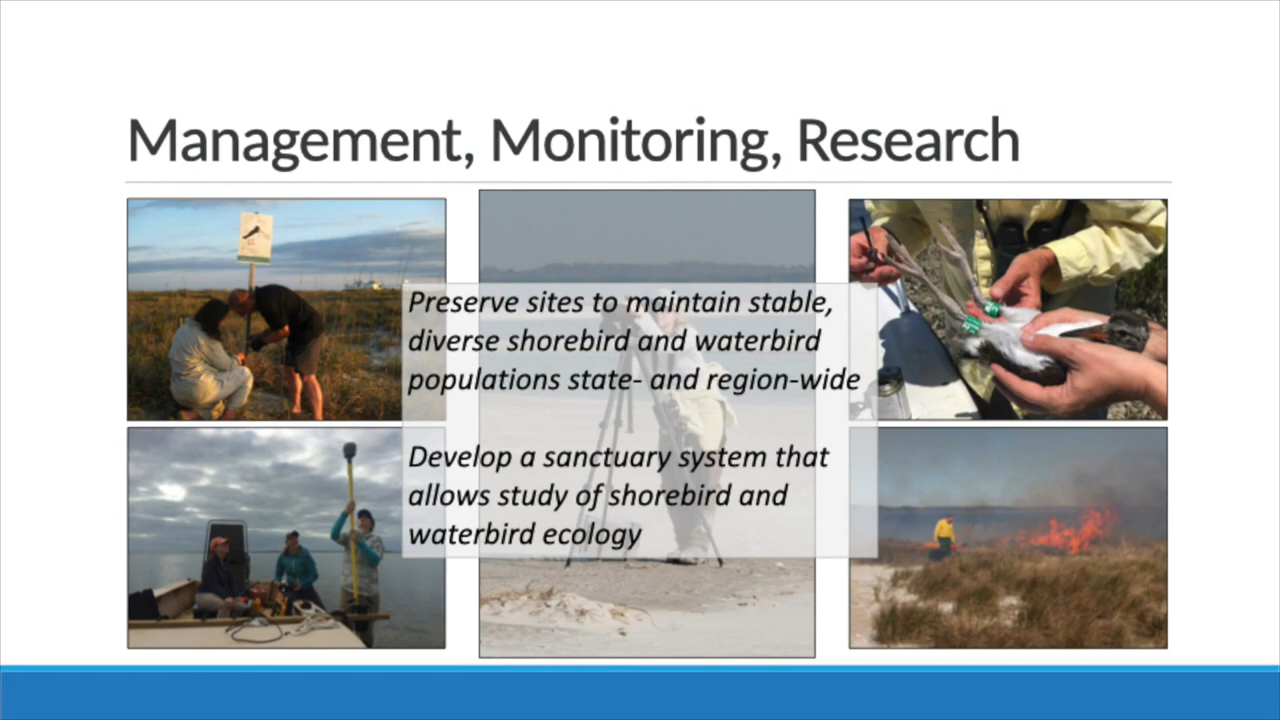 Management, Monitoring, Research
Preserve sites to maintain stable,
diverse shorebird and waterbird
populations state- and region-wide
Develop a sanctuary system that
allows study of shorebird and
waterbird ecology